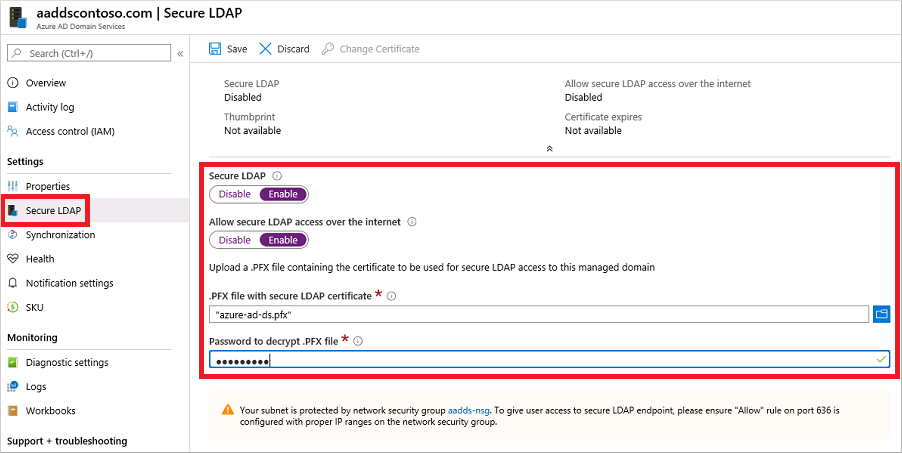 aaddscontoso.com | Secure LDAP
Azure AD Domain Services
Search (Ctrl+/)
«
Overview
Activity log
Access control (IAM)
Settings
Properties
Secure LDAP
Synchronization
Health
Notification settings
SKU
Monitoring
Diagnostic settings
Logs
Workbooks
Support + troubleshooting
Save Discard Change Certificate
Secure LDAP
Disabled
Allow secure LDAP access over the internet
Disabled
Thumbprint
Not available
Certificate expires
Not available
Secure LDAP
Disable Enable
Allow secure LDAP access over the internet
Disable Enable
Upload a .PFX file containing the certificate to be used for secure LDAP access to this managed domain
.PFX file with secure LDAP certificate *
"azure-ad-ds.pfx"
Password to decrypt .PFX file *
●●●●●●●●●
Your subnet is protected by network security group aadds-nsg. To give user access to secure LDAP endpoint, please ensure "Allow" rule on port 636 is
configured with proper IP ranges on the network security group.